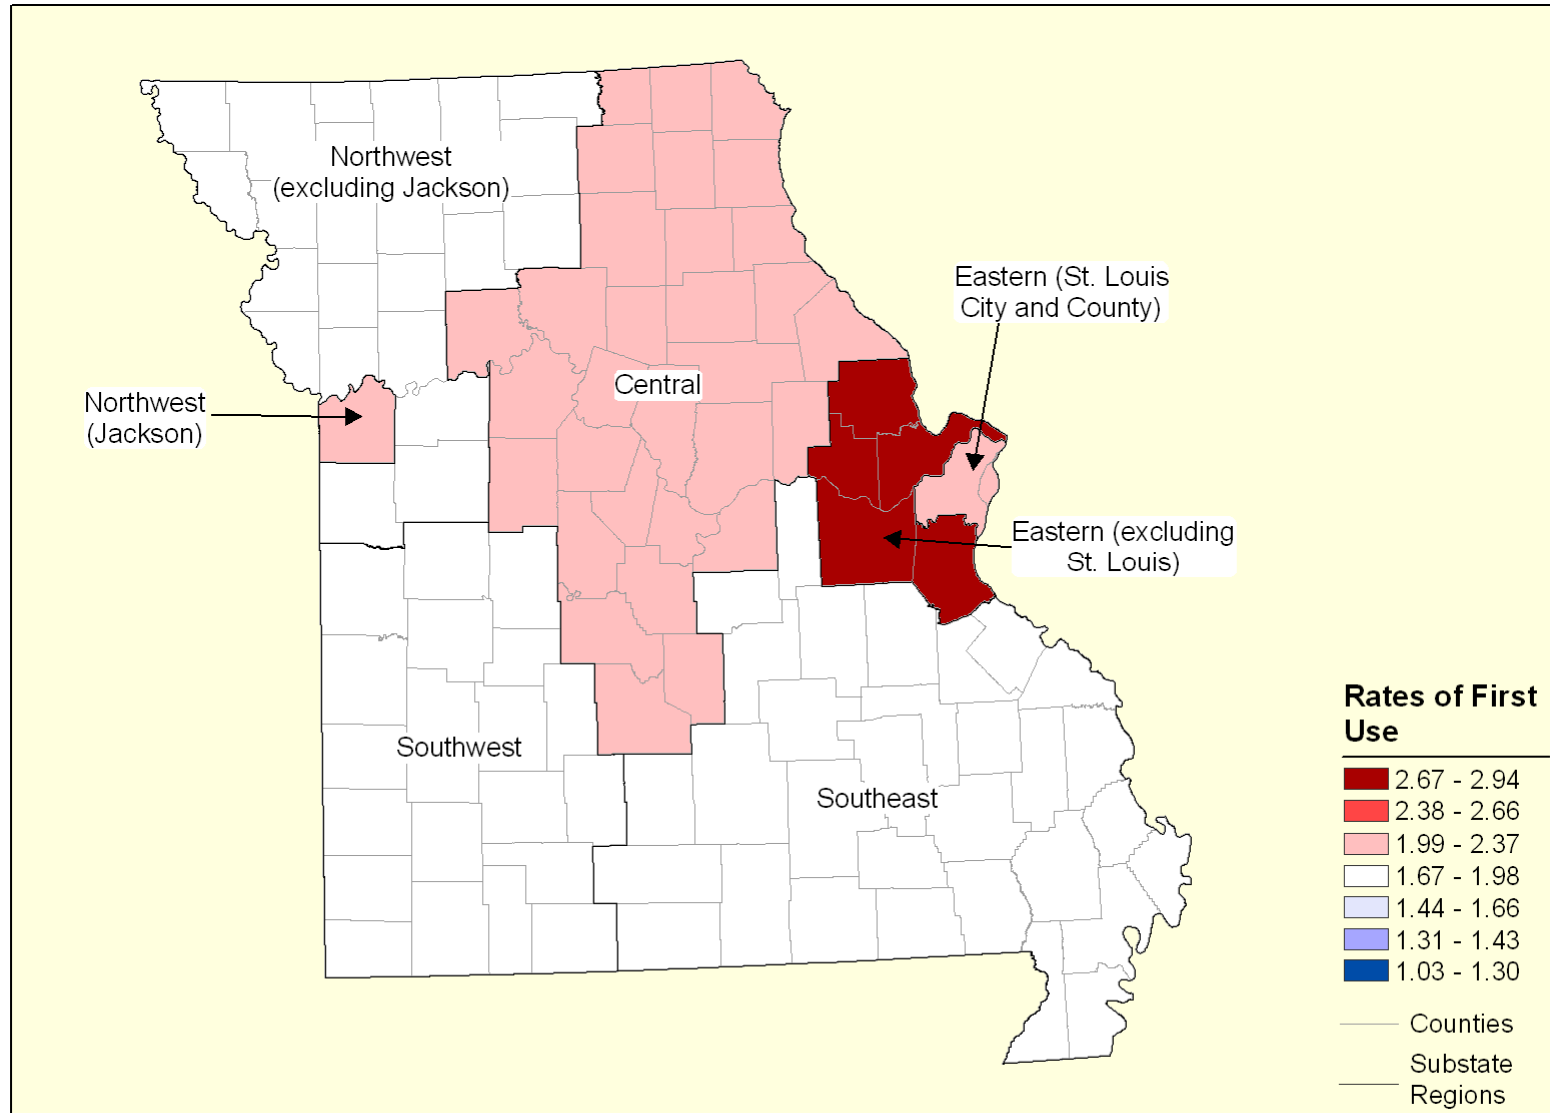 Northwest
(excluding Jackson)
Eastern (St. Louis
City and County)
Central
Northwest
(Jackson)
Eastern (excluding
St. Louis)
Southwest
Southeast
Rates of First
Use
2.67 - 2.94
2.38 - 2.66
1.99 - 2.37
1.67 - 1.98
1.44 - 1.66
1.31 - 1.43
1.03 - 1.30
Counties
Substate
Regions